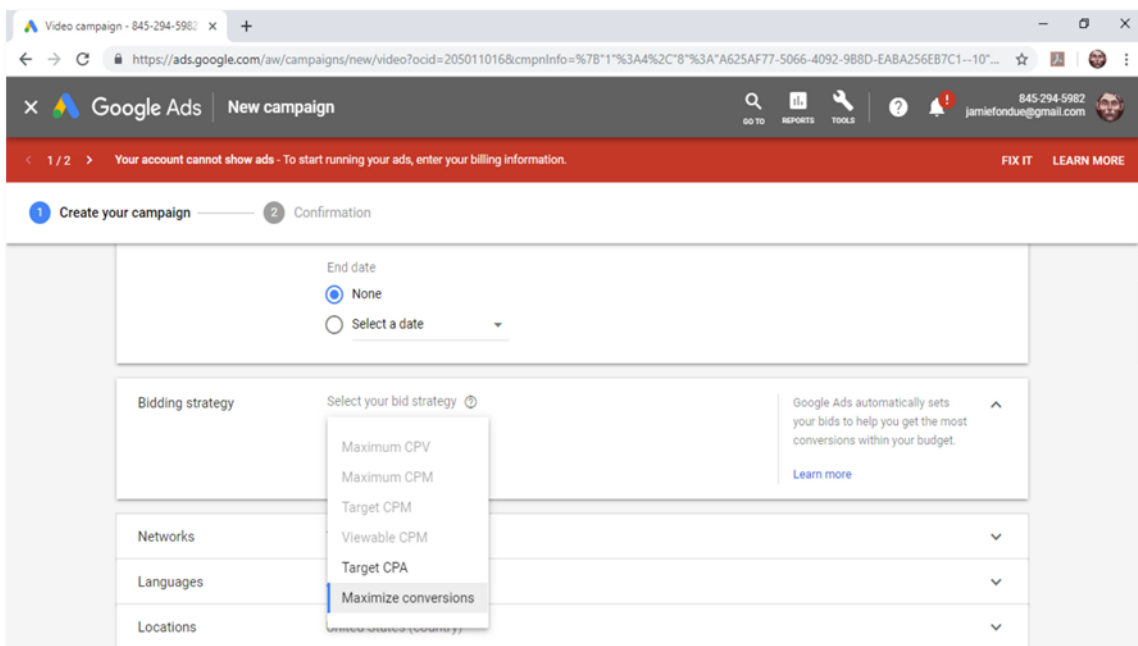 Video campaign - 845-294-5982
https://ads.google.com/aw/campaigns/new/video?ocid=205011016&cmpnInfo=%7B"1"%3A4%2C"8"%3A"A625AF77-5066-4092-9B8D-EABA256EB7C1--10"...
Google Ads New campaign
GO TO REPORTS TOOLS
845-294-5982
jamiefondue@gmail.com
1 / 2 Your account cannot show ads - To start running your ads, enter your billing information. FIX IT LEARN MORE
1 Create your campaign 2 Confirmation
End date
None
Select a date
Bidding strategy
Select your bid strategy
Maximum CPV
Maximum CPM
Target CPM
Viewable CPM
Target CPA
Maximize conversions
Google Ads automatically sets
your bids to help you get the most
conversions within your budget.
Learn more
Networks
Languages
Locations
United States (country)